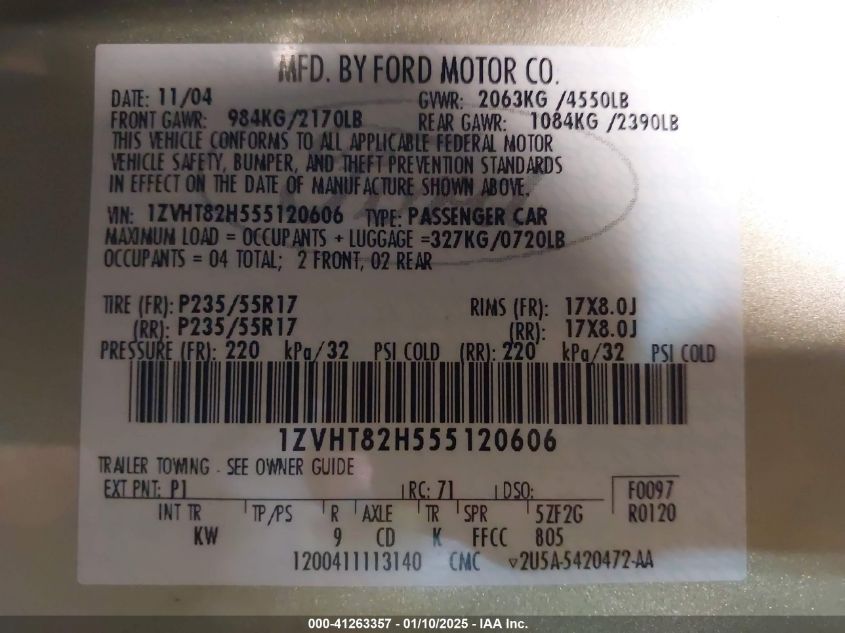 MFD. BY FORD MOTOR CO.
DATE: 11/04 GVWR: 2063KG /4550LB
FRONT GAWR: 984KG/2170LB REAR GAWR: 1084KG /2390LB
THIS VEHICLE CONFORMS TO ALL APPLICABLE FEDERAL MOTOR
VEHICLE SAFETY, BUMPER, AND THEFT PREVENTION STANDARDS
IN EFFECT ON THE DATE OF MANUFACTURE SHOWN ABOVE.
VIN: 1ZVHT82H555120606 TYPE: PASSENGER CAR
MAXIMUM LOAD = OCCUPANTS + LUGGAGE =327KG/0720LB
OCCUPANTS = 04 TOTAL; 2 FRONT, 02 REAR
TIRE (FR): P235/55R17 RIMS (FR): 17X8.0J
(RR): P235/55R17 (RR): 17X8.0J
PRESSURE (FR): 220 kPa/32 PSI COLD (RR): 220 kPa/32 PSI COLD
1ZVHT82H555120606
TRAILER TOWING - SEE OWNER GUIDE
EXT PNT: P1 RC: 71 DSO: F0097
INT TR TP/PS R AXLE TR SPR 5ZF2G R0120
KW 9 CD K FFCC 805
1200411113140 CMC ▽2U5A-5420472-AA
000-41263357 - 01/10/2025 - IAA Inc.